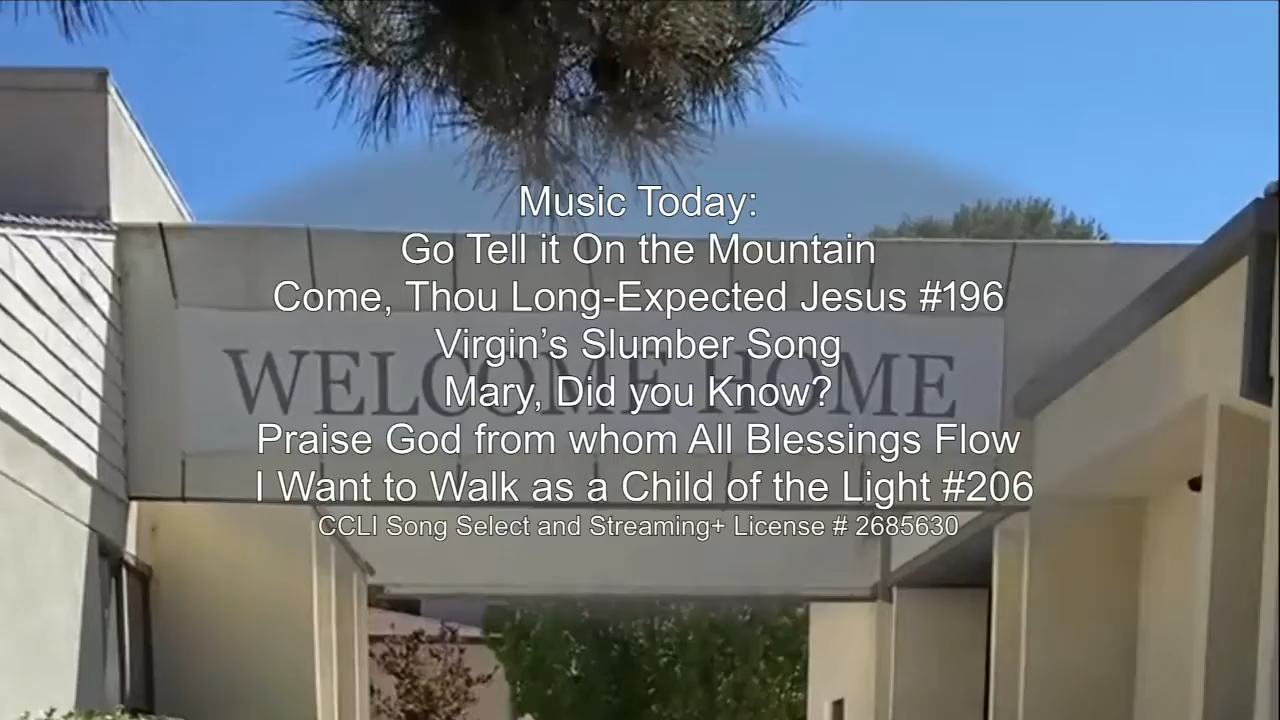 Music Today:
Go Tell it On the Mountain
Come, Thou Long-Expected Jesus #196
Virgin’s Slumber Song
WELCOME HOME
Mary, Did you Know?
Praise God from whom All Blessings Flow
I Want to Walk as a Child of the Light #206
CCLI Song Select and Streaming+ License # 2685630